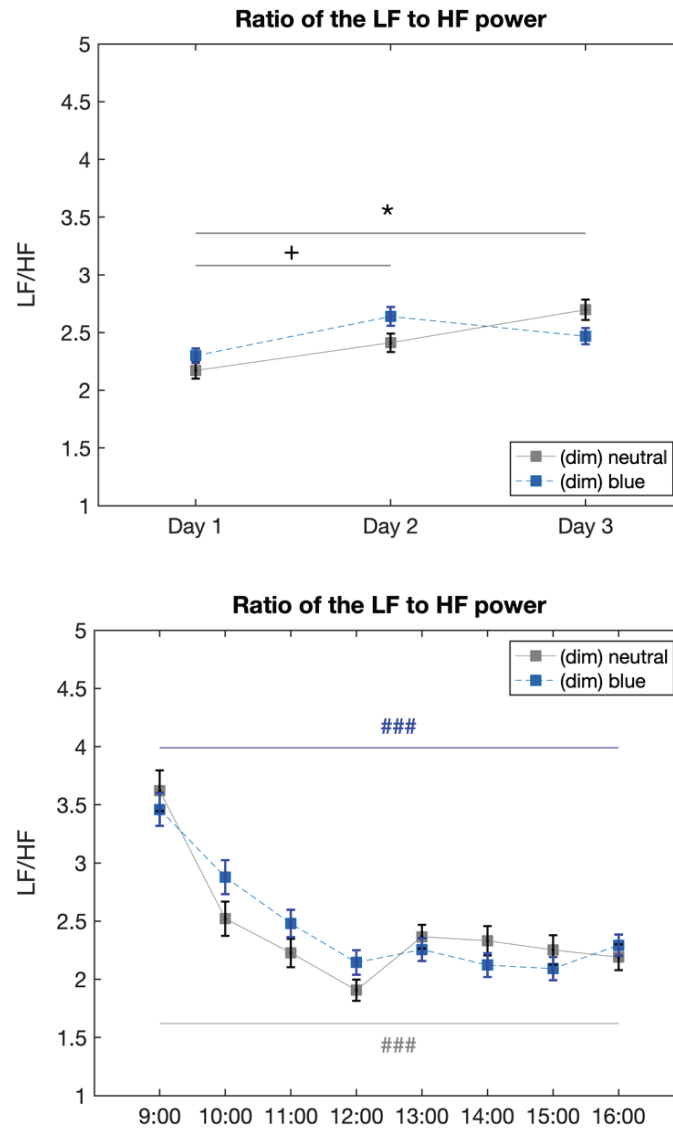 Ratio of the LF to HF power
5
4.5
4
3.5
3
2.5
2
1.5
1
LF/HF
*
+
(dim) neutral
(dim) blue
Day 1 Day 2 Day 3
Ratio of the LF to HF power
5
4.5
4
3.5
3
2.5
2
1.5
1
LF/HF
(dim) neutral
(dim) blue
###
###
9:00 10:00 11:00 12:00 13:00 14:00 15:00 16:00